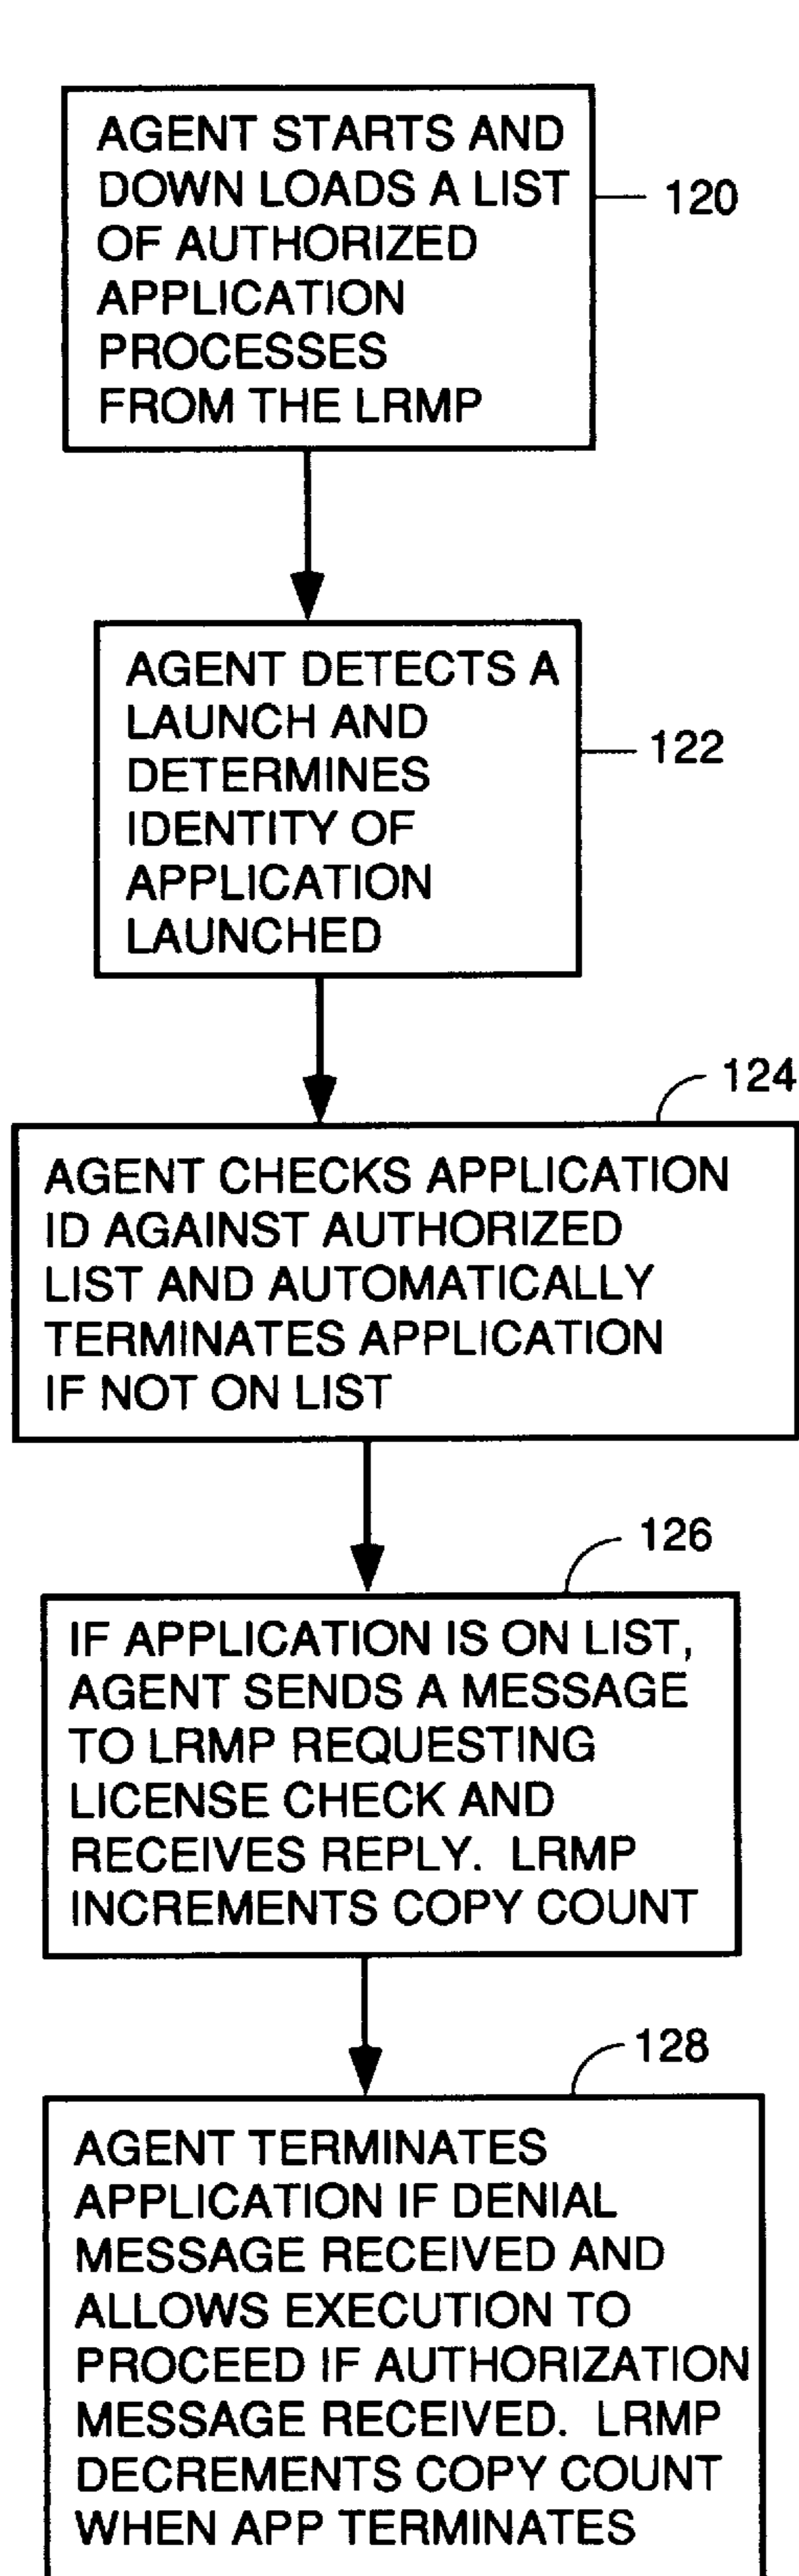 AGENT STARTS AND
DOWN LOADS A LIST
OF AUTHORIZED
APPLICATION
PROCESSES
FROM THE LRMP
120
AGENT DETECTS A
LAUNCH AND
DETERMINES
IDENTITY OF
APPLICATION
LAUNCHED
122
124
AGENT CHECKS APPLICATION
ID AGAINST AUTHORIZED
LIST AND AUTOMATICALLY
TERMINATES APPLICATION
IF NOT ON LIST
126
IF APPLICATION IS ON LIST,
AGENT SENDS A MESSAGE
TO LRMP REQUESTING
LICENSE CHECK AND
RECEIVES REPLY. LRMP
INCREMENTS COPY COUNT
128
AGENT TERMINATES
APPLICATION IF DENIAL
MESSAGE RECEIVED AND
ALLOWS EXECUTION TO
PROCEED IF AUTHORIZATION
MESSAGE RECEIVED. LRMP
DECREMENTS COPY COUNT
WHEN APP TERMINATES